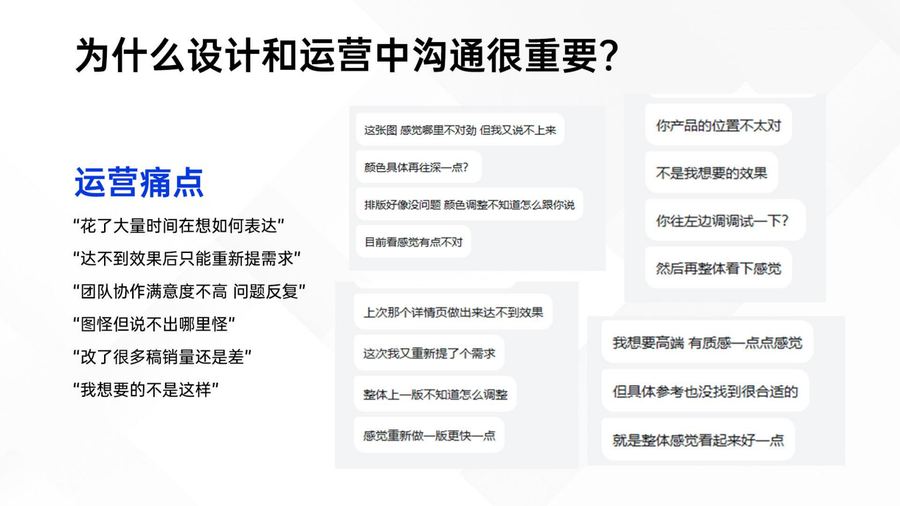 为什么设计和运营中沟通很重要？
运营痛点
“花了大量时间在想如何表达”
“达不到效果后只能重新提需求”
“团队协作满意度不高 问题反复”
“图怪但说不出哪里怪”
“改了很多稿销量还是差”
“我想要的不是这样”
这张图 感觉哪里不对劲 但我又说不上来
颜色具体再往深一点？
排版好像没问题 颜色调整不知道怎么跟你说
目前看感觉有点不对
你产品的位置不太对
不是我想要的效果
你往左边调调试一下？
然后再整体看下感觉
上次那个详情页做出来达不到效果
这次我又重新提了个需求
整体上一版不知道怎么调整
感觉重新做一版更快一点
我想要高端 有质感一点点感觉
但具体参考也没找到很合适的
就是整体感觉看起来好一点